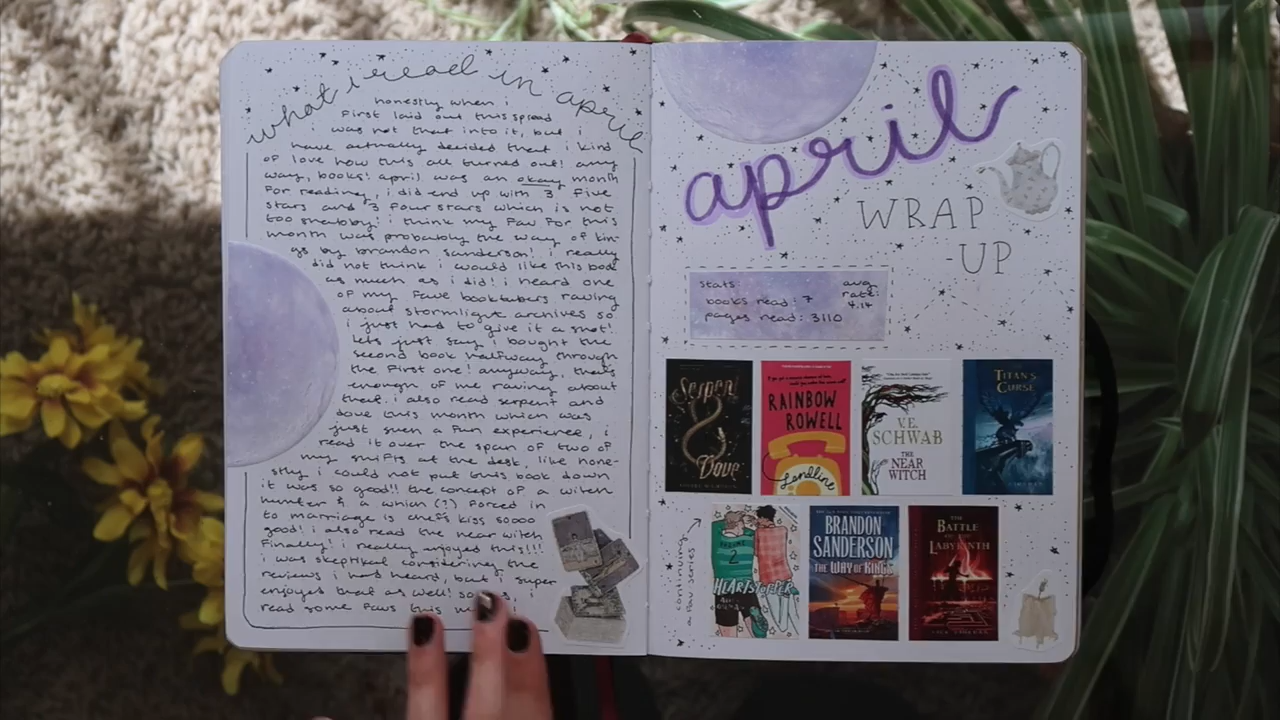 what i read in april
honestly when i
first laid out this spread
i was not that into it, but i
have actually decided that i kind
of love how this all turned out! any
way, books! april was an okay month
for reading, i did end up with 3 five
stars and 3 four stars which is not
too shabby! i think my fav for this
month was probably the way of kin-
gs by brandon sanderson! i really
did not think i would like this book
as much as i did! i heard one
of my fave booktubers raving
about stormlight archives so
i just had to give it a shot!
lets just say i bought the
second book halfway through
the first one! anyway, thats
enough of me raving about
that. i also read serpent and
dove this month which was
just such a fun experience, i
read it over the span of two of
my shifts at the desk, like hone-
stly i could not put this book down
it was so good!! the concept of a witch
hunter & a which (?) forced in
to marriage is chefs kiss soooo
good! i also read the near witch
finally! i really enjoyed this!!!
i was skeptical considering the
reviews i had heard, but i super
enjoyed that as well! so yes, i
read some favs this
april
WRAP
-UP
stats:
books read: 7
pages read: 3110
avg
rate:
4.14
Serpent
&
Dove
RAINBOW
ROWELL
Landline
V.E.
SCHWAB
THE
NEAR
WITCH
TITAN'S
CURSE
continuing
a few series
VOLUME
2
HEARTSTOPPER
BRANDON
SANDERSON
THE WAY OF KINGS
THE
BATTLE
OF THE
LABYRINTH